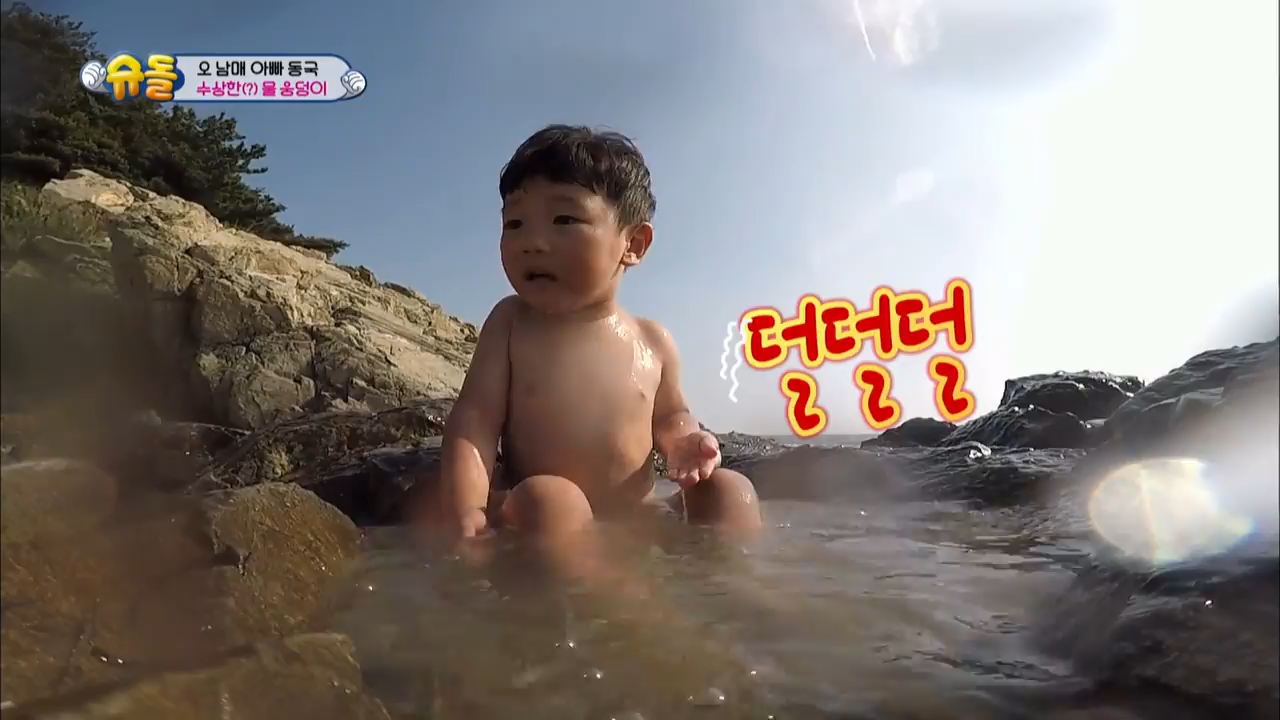 슈돌
오 남매 아빠 동국
수상한(?) 물 웅덩이
덜덜덜